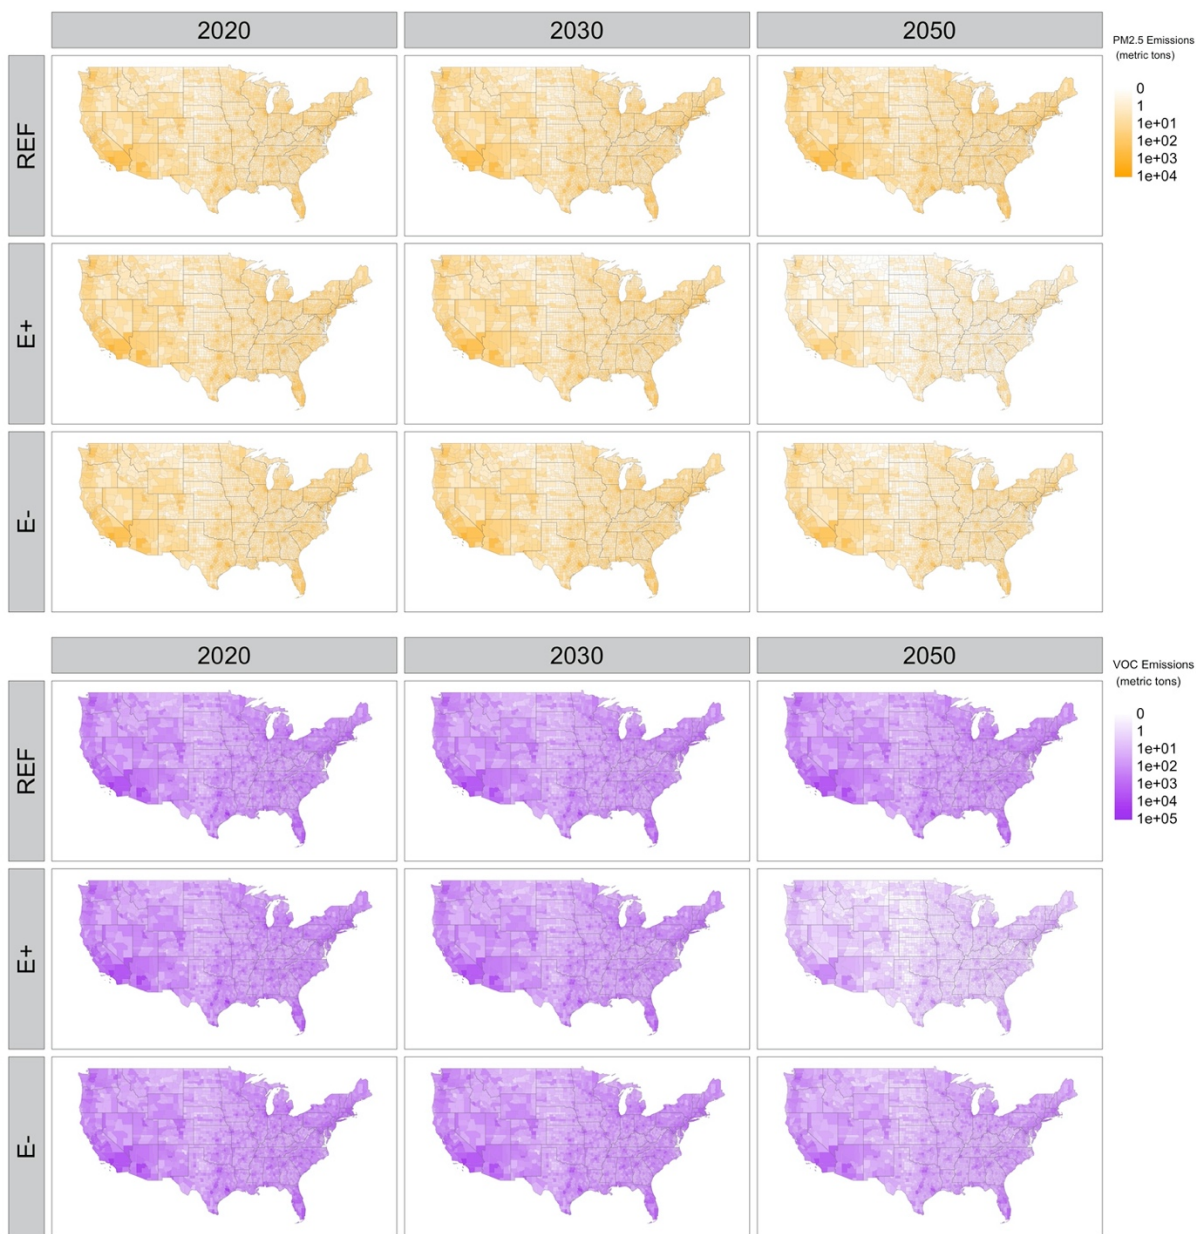 2020 2030 2050
PM2.5 Emissions
(metric tons)
0
1
1e+01
1e+02
1e+03
1e+04
REF
E+
E-
2020 2030 2050
VOC Emissions
(metric tons)
0
1
1e+01
1e+02
1e+03
1e+04
1e+05
REF
E+
E-